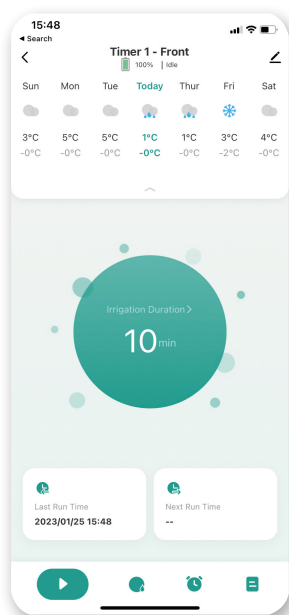 15:48
◄ Search
Timer 1 - Front
100% | Idle
Sun Mon Tue Today Thur Fri Sat
3°C 5°C 5°C 1°C 1°C 3°C 4°C
-0°C -0°C -0°C -0°C -0°C -2°C -0°C
Irrigation Duration >
10 min
Last Run Time Next Run Time
2023/01/25 15:48 --